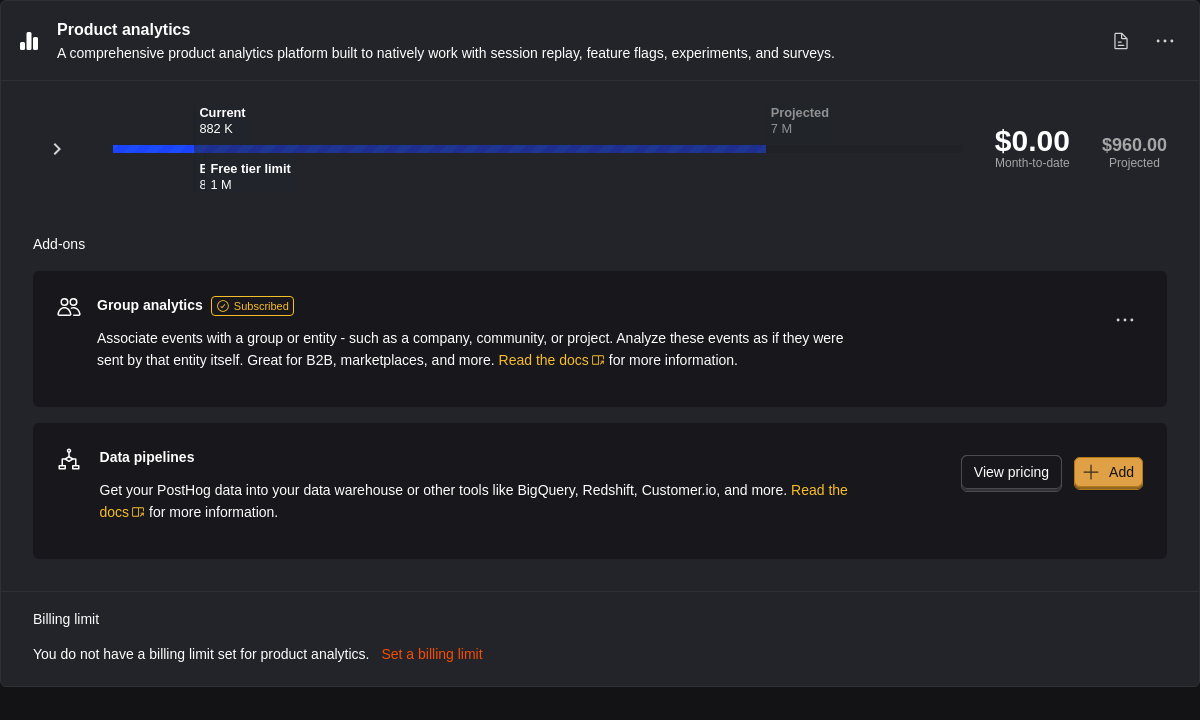 Product analytics
A comprehensive product analytics platform built to natively work with session replay, feature flags, experiments, and surveys.
Current
882 K
Projected
7 M
Free tier limit
1 M
$0.00
Month-to-date
$960.00
Projected
Add-ons
Group analytics Subscribed
Associate events with a group or entity - such as a company, community, or project. Analyze these events as if they were
sent by that entity itself. Great for B2B, marketplaces, and more. Read the docs for more information.
Data pipelines
Get your PostHog data into your data warehouse or other tools like BigQuery, Redshift, Customer.io, and more. Read the
docs for more information.
View pricing
Add
Billing limit
You do not have a billing limit set for product analytics. Set a billing limit